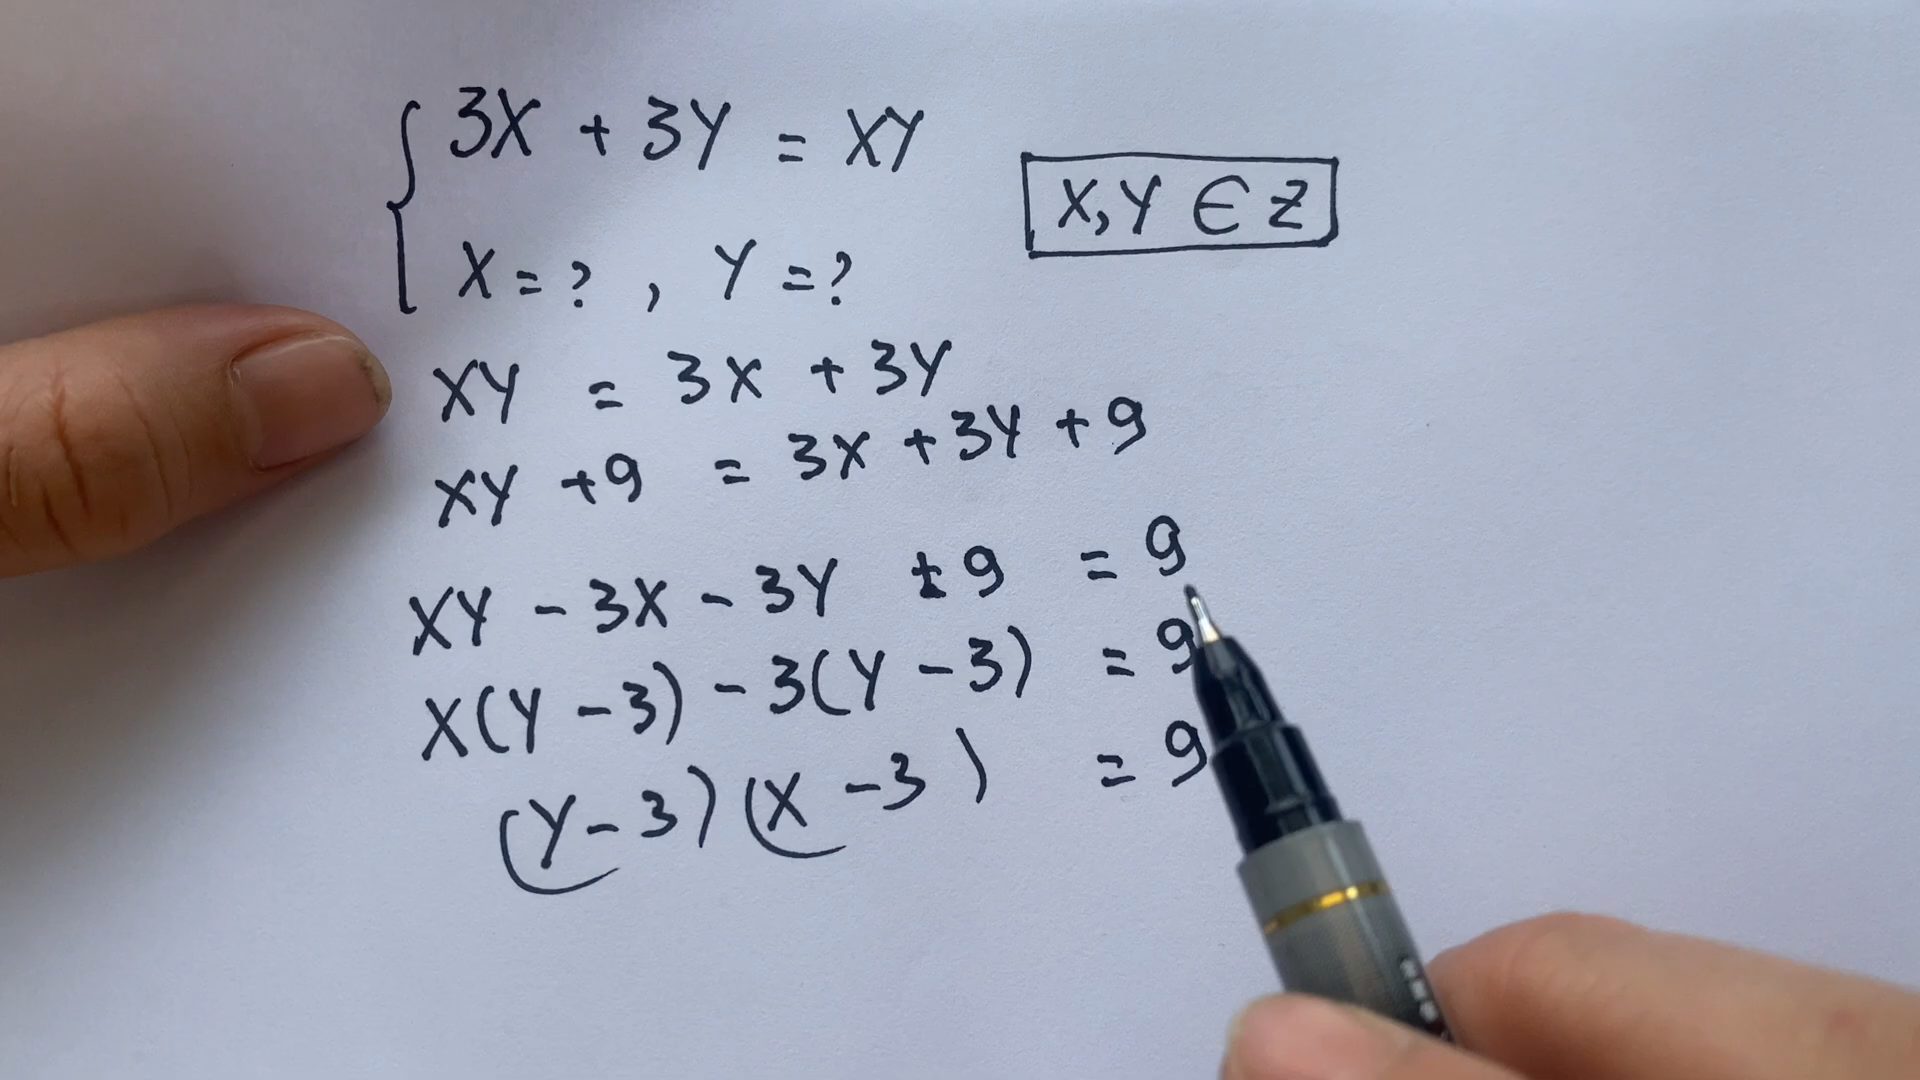 3X + 3Y = XY
X, Y ∈ Z
X = ? , Y = ?
XY = 3X + 3Y
XY + 9 = 3X + 3Y + 9
XY - 3X - 3Y ± 9 = 9
X(Y - 3) - 3(Y - 3) = 9
(Y - 3)(X - 3) = 9